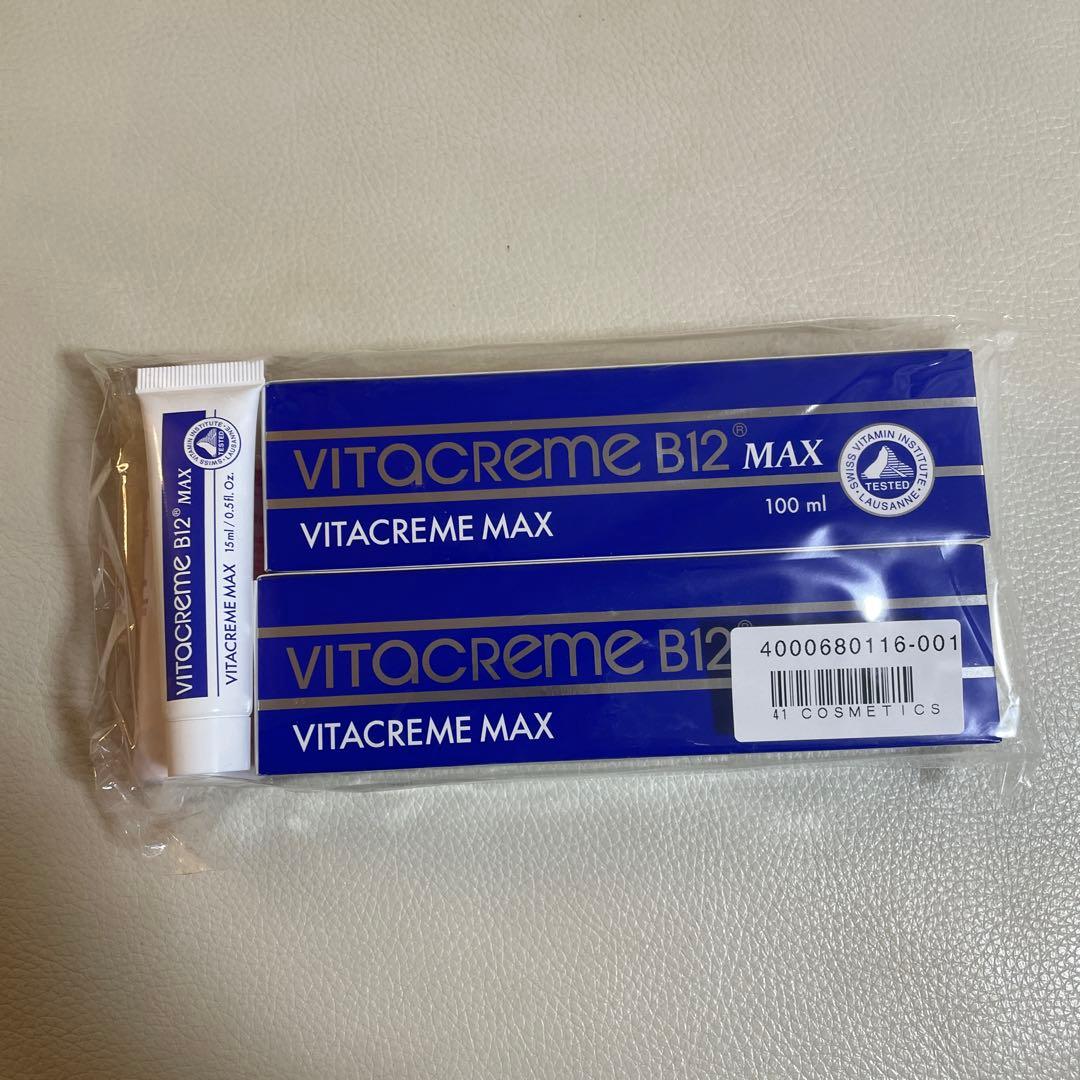 VITACREME B12® MAX
VITACREME MAX 15ml / 0.5fl. Oz.
SWISS VITAMIN INSTITUTE · LAUSANNE ·
TESTED
VITACREME B12® MAX
100 ml
VITACREME MAX
SWISS VITAMIN INSTITUTE · LAUSANNE ·
TESTED
VITACREME B12
VITACREME MAX
4000680116-001
41 COSMETICS